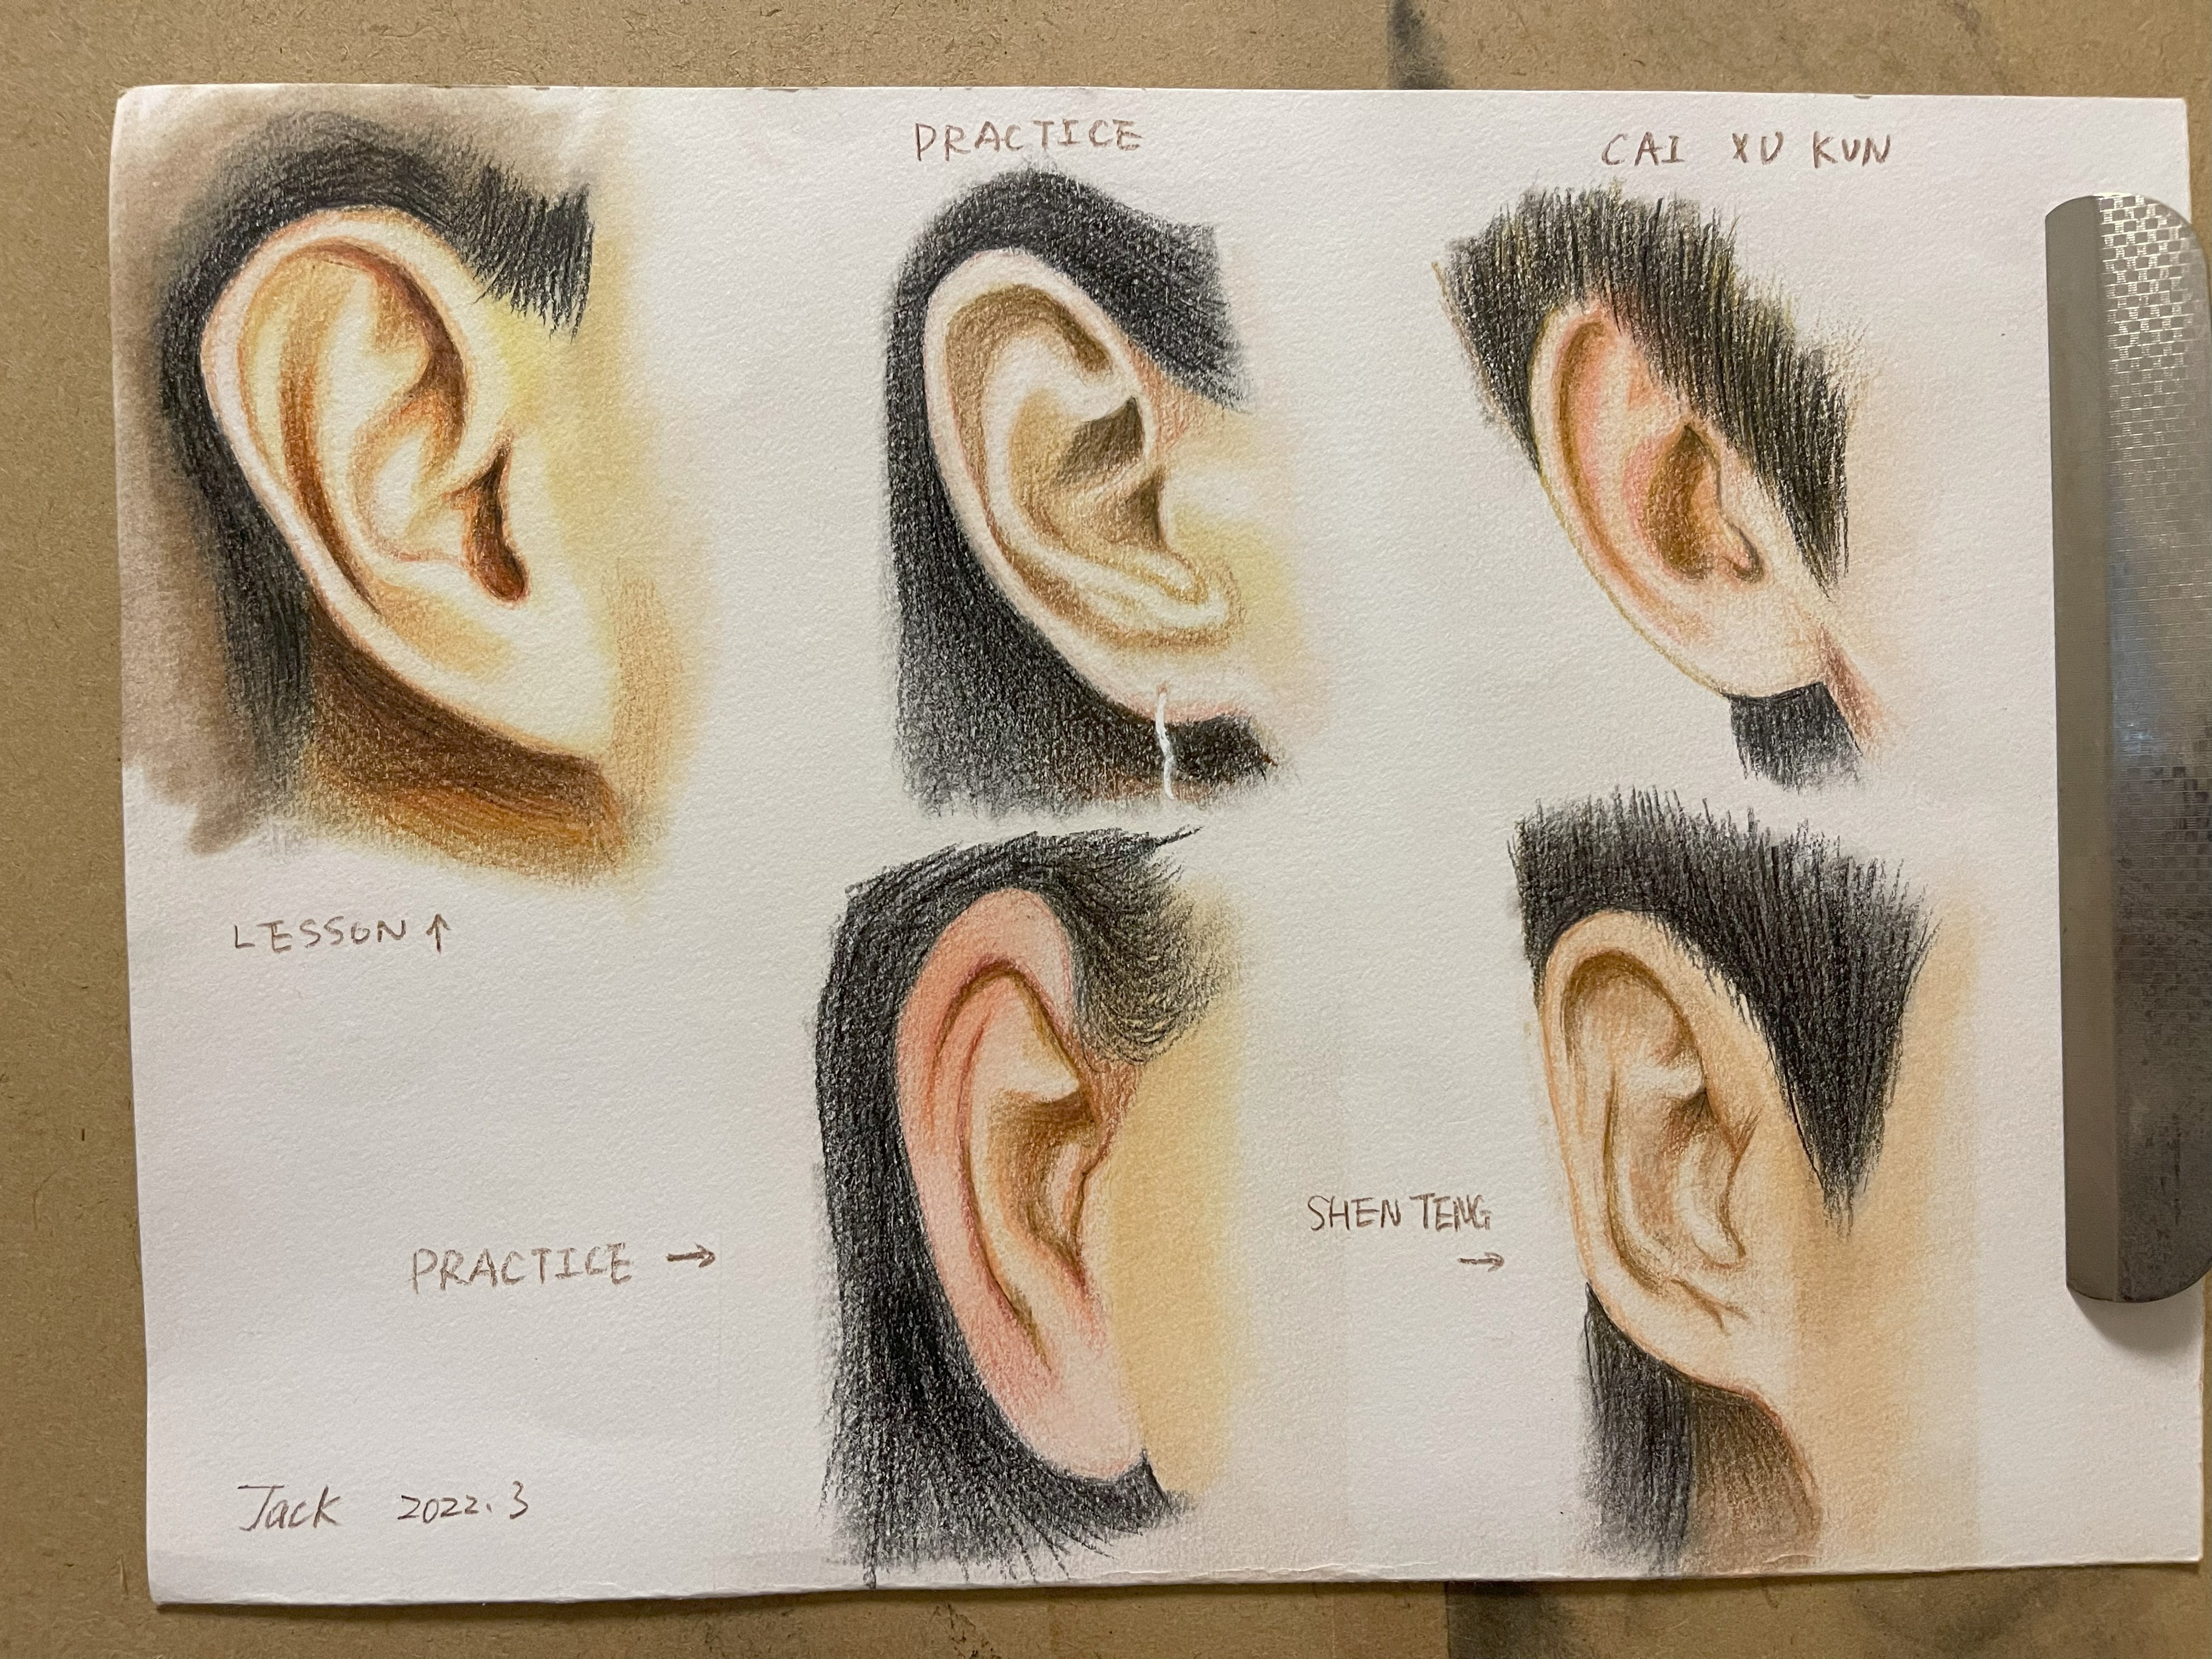 PRACTICE
CAI XU KUN
LESSON ↑
SHEN TENG
→
PRACTICE →
Jack 2022.3